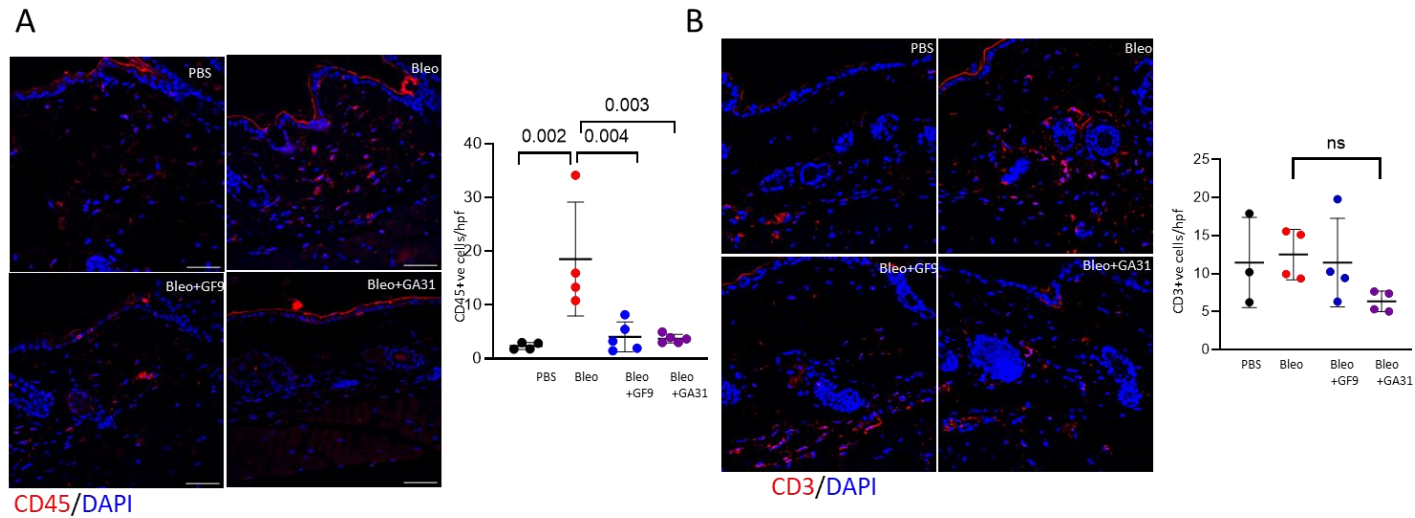 A
PBS
Bleo
Bleo+GF9
Bleo+GA31
CD45/DAPI
0.003
0.002
0.004
CD45+ve cells/hpf
40
30
20
10
0
PBS
Bleo
Bleo
+GF9
Bleo
+GA31
B
PBS
Bleo
Bleo+GF9
Bleo+GA31
CD3/DAPI
ns
CD3+ve cells/hpf
25
20
15
10
5
0
PBS
Bleo
Bleo
+GF9
Bleo
+GA31